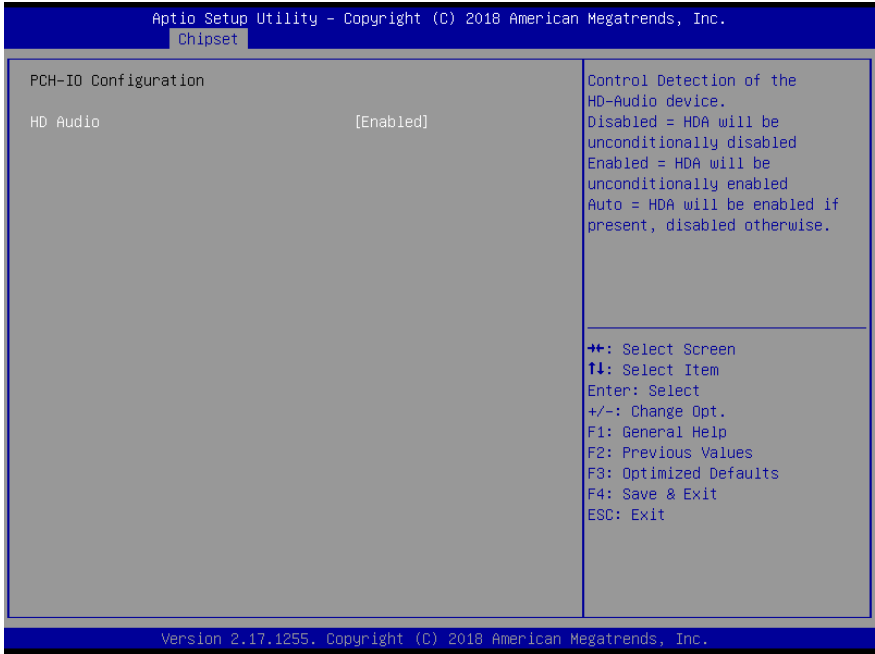 Aptio Setup Utility – Copyright (C) 2018 American Megatrends, Inc.
Chipset
PCH-IO Configuration
HD Audio [Enabled]
Control Detection of the
HD-Audio device.
Disabled = HDA will be
unconditionally disabled
Enabled = HDA will be
unconditionally enabled
Auto = HDA will be enabled if
present, disabled otherwise.
→←: Select Screen
↑↓: Select Item
Enter: Select
+/-: Change Opt.
F1: General Help
F2: Previous Values
F3: Optimized Defaults
F4: Save & Exit
ESC: Exit
Version 2.17.1255. Copyright (C) 2018 American Megatrends, Inc.